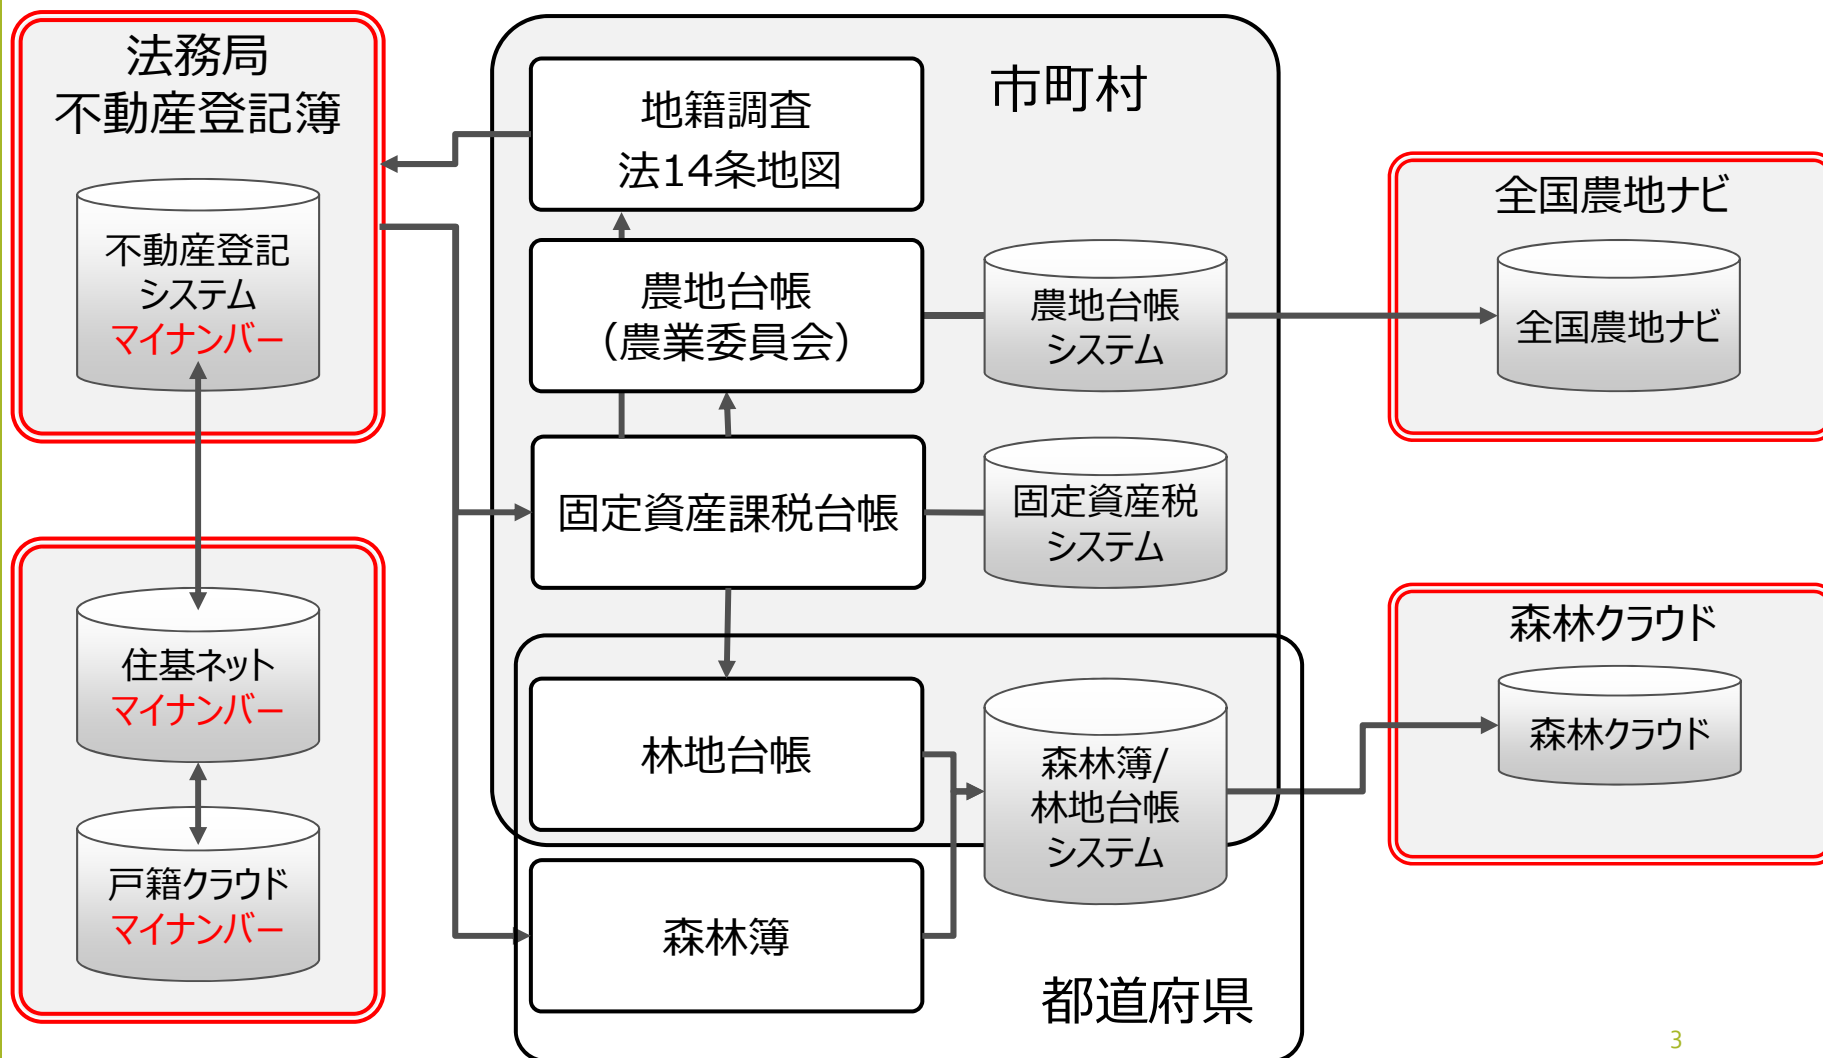 法務局
不動産登記簿
不動産登記
システム
マイナンバー
住基ネット
マイナンバー
戸籍クラウド
マイナンバー
市町村
地籍調査
法14条地図
農地台帳
（農業委員会）
農地台帳
システム
固定資産課税台帳
固定資産税
システム
林地台帳
森林簿/
林地台帳
システム
森林簿
都道府県
全国農地ナビ
全国農地ナビ
森林クラウド
森林クラウド
3